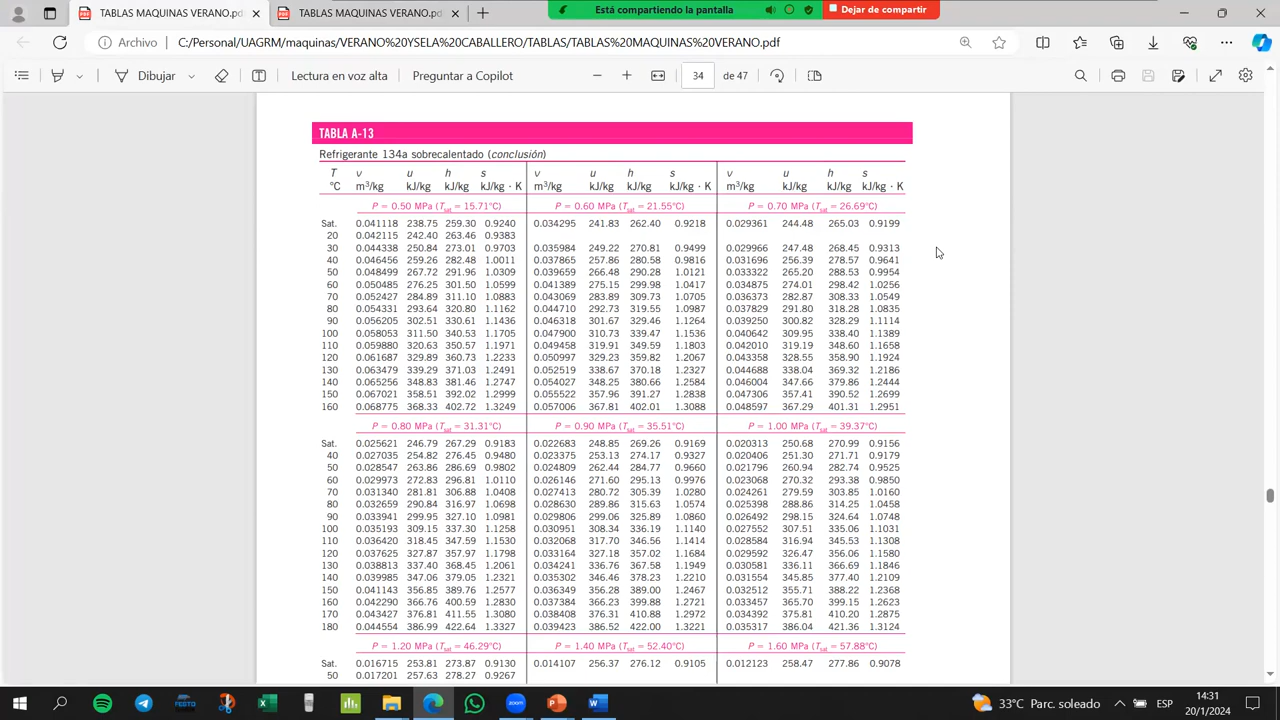 TABLAS MAQUINAS VERANO.pdf
TABLAS MAQUINAS VERANO.pdf
Está compartiendo la pantalla
Dejar de compartir
Archivo C:/Personal/UAGRM/maquinas/VERANO%20YSELA%20CABALLERO/TABLAS/TABLAS%20MAQUINAS%20VERANO.pdf
Dibujar Lectura en voz alta Preguntar a Copilot 34 de 47
TABLA A-13
Refrigerante 134a sobrecalentado (conclusión)
T v u h s v u h s v u h s
°C m³/kg kJ/kg kJ/kg kJ/kg · K m³/kg kJ/kg kJ/kg kJ/kg · K m³/kg kJ/kg kJ/kg kJ/kg · K
P = 0.50 MPa (Tsat = 15.71°C) P = 0.60 MPa (Tsat = 21.55°C) P = 0.70 MPa (Tsat = 26.69°C)
Sat. 0.041118 238.75 259.30 0.9240 0.034295 241.83 262.40 0.9218 0.029361 244.48 265.03 0.9199
20 0.042115 242.40 263.46 0.9383
30 0.044338 250.84 273.01 0.9703 0.035984 249.22 270.81 0.9499 0.029966 247.48 268.45 0.9313
40 0.046456 259.26 282.48 1.0011 0.037865 257.86 280.58 0.9816 0.031696 256.39 278.57 0.9641
50 0.048499 267.72 291.96 1.0309 0.039659 266.48 290.28 1.0121 0.033322 265.20 288.53 0.9954
60 0.050485 276.25 301.50 1.0599 0.041389 275.15 299.98 1.0417 0.034875 274.01 298.42 1.0256
70 0.052427 284.89 311.10 1.0883 0.043069 283.89 309.73 1.0705 0.036373 282.87 308.33 1.0549
80 0.054331 293.64 320.80 1.1162 0.044710 292.73 319.55 1.0987 0.037829 291.80 318.28 1.0835
90 0.056205 302.51 330.61 1.1436 0.046318 301.67 329.46 1.1264 0.039250 300.82 328.29 1.1114
100 0.058053 311.50 340.53 1.1705 0.047900 310.73 339.47 1.1536 0.040642 309.95 338.40 1.1389
110 0.059880 320.63 350.57 1.1971 0.049458 319.91 349.59 1.1803 0.042010 319.19 348.60 1.1658
120 0.061687 329.89 360.73 1.2233 0.050997 329.23 359.82 1.2067 0.043358 328.55 358.90 1.1924
130 0.063479 339.29 371.03 1.2491 0.052519 338.67 370.18 1.2327 0.044688 338.04 369.32 1.2186
140 0.065256 348.83 381.46 1.2747 0.054027 348.25 380.66 1.2584 0.046004 347.66 379.86 1.2444
150 0.067021 358.51 392.02 1.2999 0.055522 357.96 391.27 1.2838 0.047306 357.41 390.52 1.2699
160 0.068775 368.33 402.72 1.3249 0.057006 367.81 402.01 1.3088 0.048597 367.29 401.31 1.2951
P = 0.80 MPa (Tsat = 31.31°C) P = 0.90 MPa (Tsat = 35.51°C) P = 1.00 MPa (Tsat = 39.37°C)
Sat. 0.025621 246.79 267.29 0.9183 0.022683 248.85 269.26 0.9169 0.020313 250.68 270.99 0.9156
40 0.027035 254.82 276.45 0.9480 0.023375 253.13 274.17 0.9327 0.020406 251.30 271.71 0.9179
50 0.028547 263.86 286.69 0.9802 0.024809 262.44 284.77 0.9660 0.021796 260.94 282.74 0.9525
60 0.029973 272.83 296.81 1.0110 0.026146 271.60 295.13 0.9976 0.023068 270.32 293.38 0.9850
70 0.031340 281.81 306.88 1.0408 0.027413 280.72 305.39 1.0280 0.024261 279.59 303.85 1.0160
80 0.032659 290.84 316.97 1.0698 0.028630 289.86 315.63 1.0574 0.025398 288.86 314.25 1.0458
90 0.033941 299.95 327.10 1.0981 0.029806 299.06 325.89 1.0860 0.026492 298.15 324.64 1.0748
100 0.035193 309.15 337.30 1.1258 0.030951 308.34 336.19 1.1140 0.027552 307.51 335.06 1.1031
110 0.036420 318.45 347.59 1.1530 0.032068 317.70 346.56 1.1414 0.028584 316.94 345.53 1.1308
120 0.037625 327.87 357.97 1.1798 0.033164 327.18 357.02 1.1684 0.029592 326.47 356.06 1.1580
130 0.038813 337.40 368.45 1.2061 0.034241 336.76 367.58 1.1949 0.030581 336.11 366.69 1.1846
140 0.039985 347.06 379.05 1.2321 0.035302 346.46 378.23 1.2210 0.031554 345.85 377.40 1.2109
150 0.041143 356.85 389.76 1.2577 0.036349 356.28 389.00 1.2467 0.032512 355.71 388.22 1.2368
160 0.042290 366.76 400.59 1.2830 0.037384 366.23 399.88 1.2721 0.033457 365.70 399.15 1.2623
170 0.043427 376.81 411.55 1.3080 0.038408 376.31 410.88 1.2972 0.034392 375.81 410.20 1.2875
180 0.044554 386.99 422.64 1.3327 0.039423 386.52 422.00 1.3221 0.035317 386.04 421.36 1.3124
P = 1.20 MPa (Tsat = 46.29°C) P = 1.40 MPa (Tsat = 52.40°C) P = 1.60 MPa (Tsat = 57.88°C)
Sat. 0.016715 253.81 273.87 0.9130 0.014107 256.37 276.12 0.9105 0.012123 258.47 277.86 0.9078
50 0.017201 257.63 278.27 0.9267
FESTO
zoom
33°C Parc. soleado ESP
14:31
20/1/2024